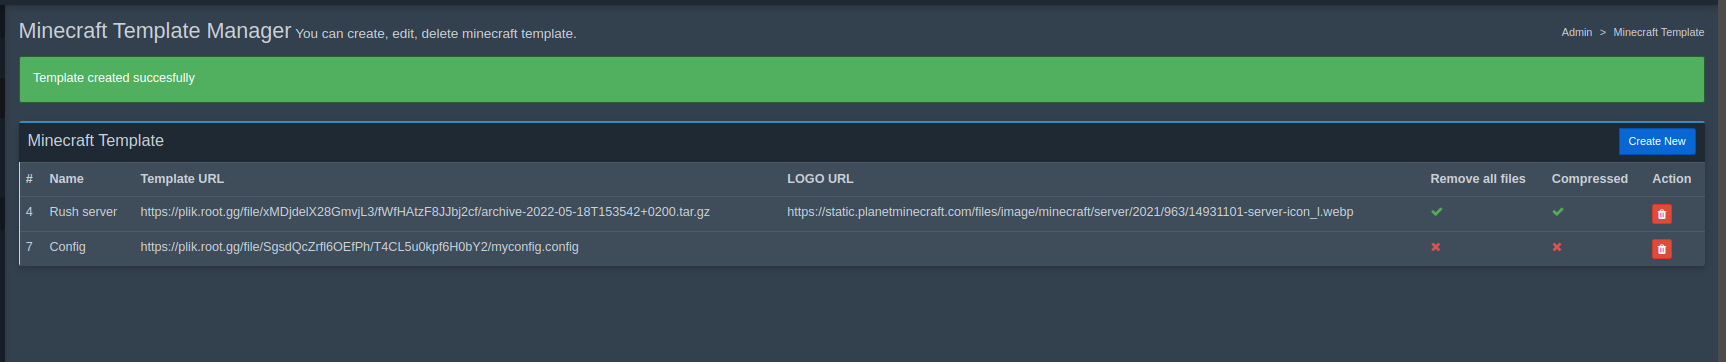 Minecraft Template Manager You can create, edit, delete minecraft template.
Admin > Minecraft Template
Template created succesfully
Minecraft Template
Create New
# Name Template URL LOGO URL Remove all files Compressed Action
4 Rush server https://plik.root.gg/file/xMDjdelX28GmvjL3/fWfHAtzF8JJbj2cf/archive-2022-05-18T153542+0200.tar.gz https://static.planetminecraft.com/files/image/minecraft/server/2021/963/14931101-server-icon_l.webp
7 Config https://plik.root.gg/file/SgsdQcZrfl6OEfPh/T4CL5u0kpf6H0bY2/myconfig.config